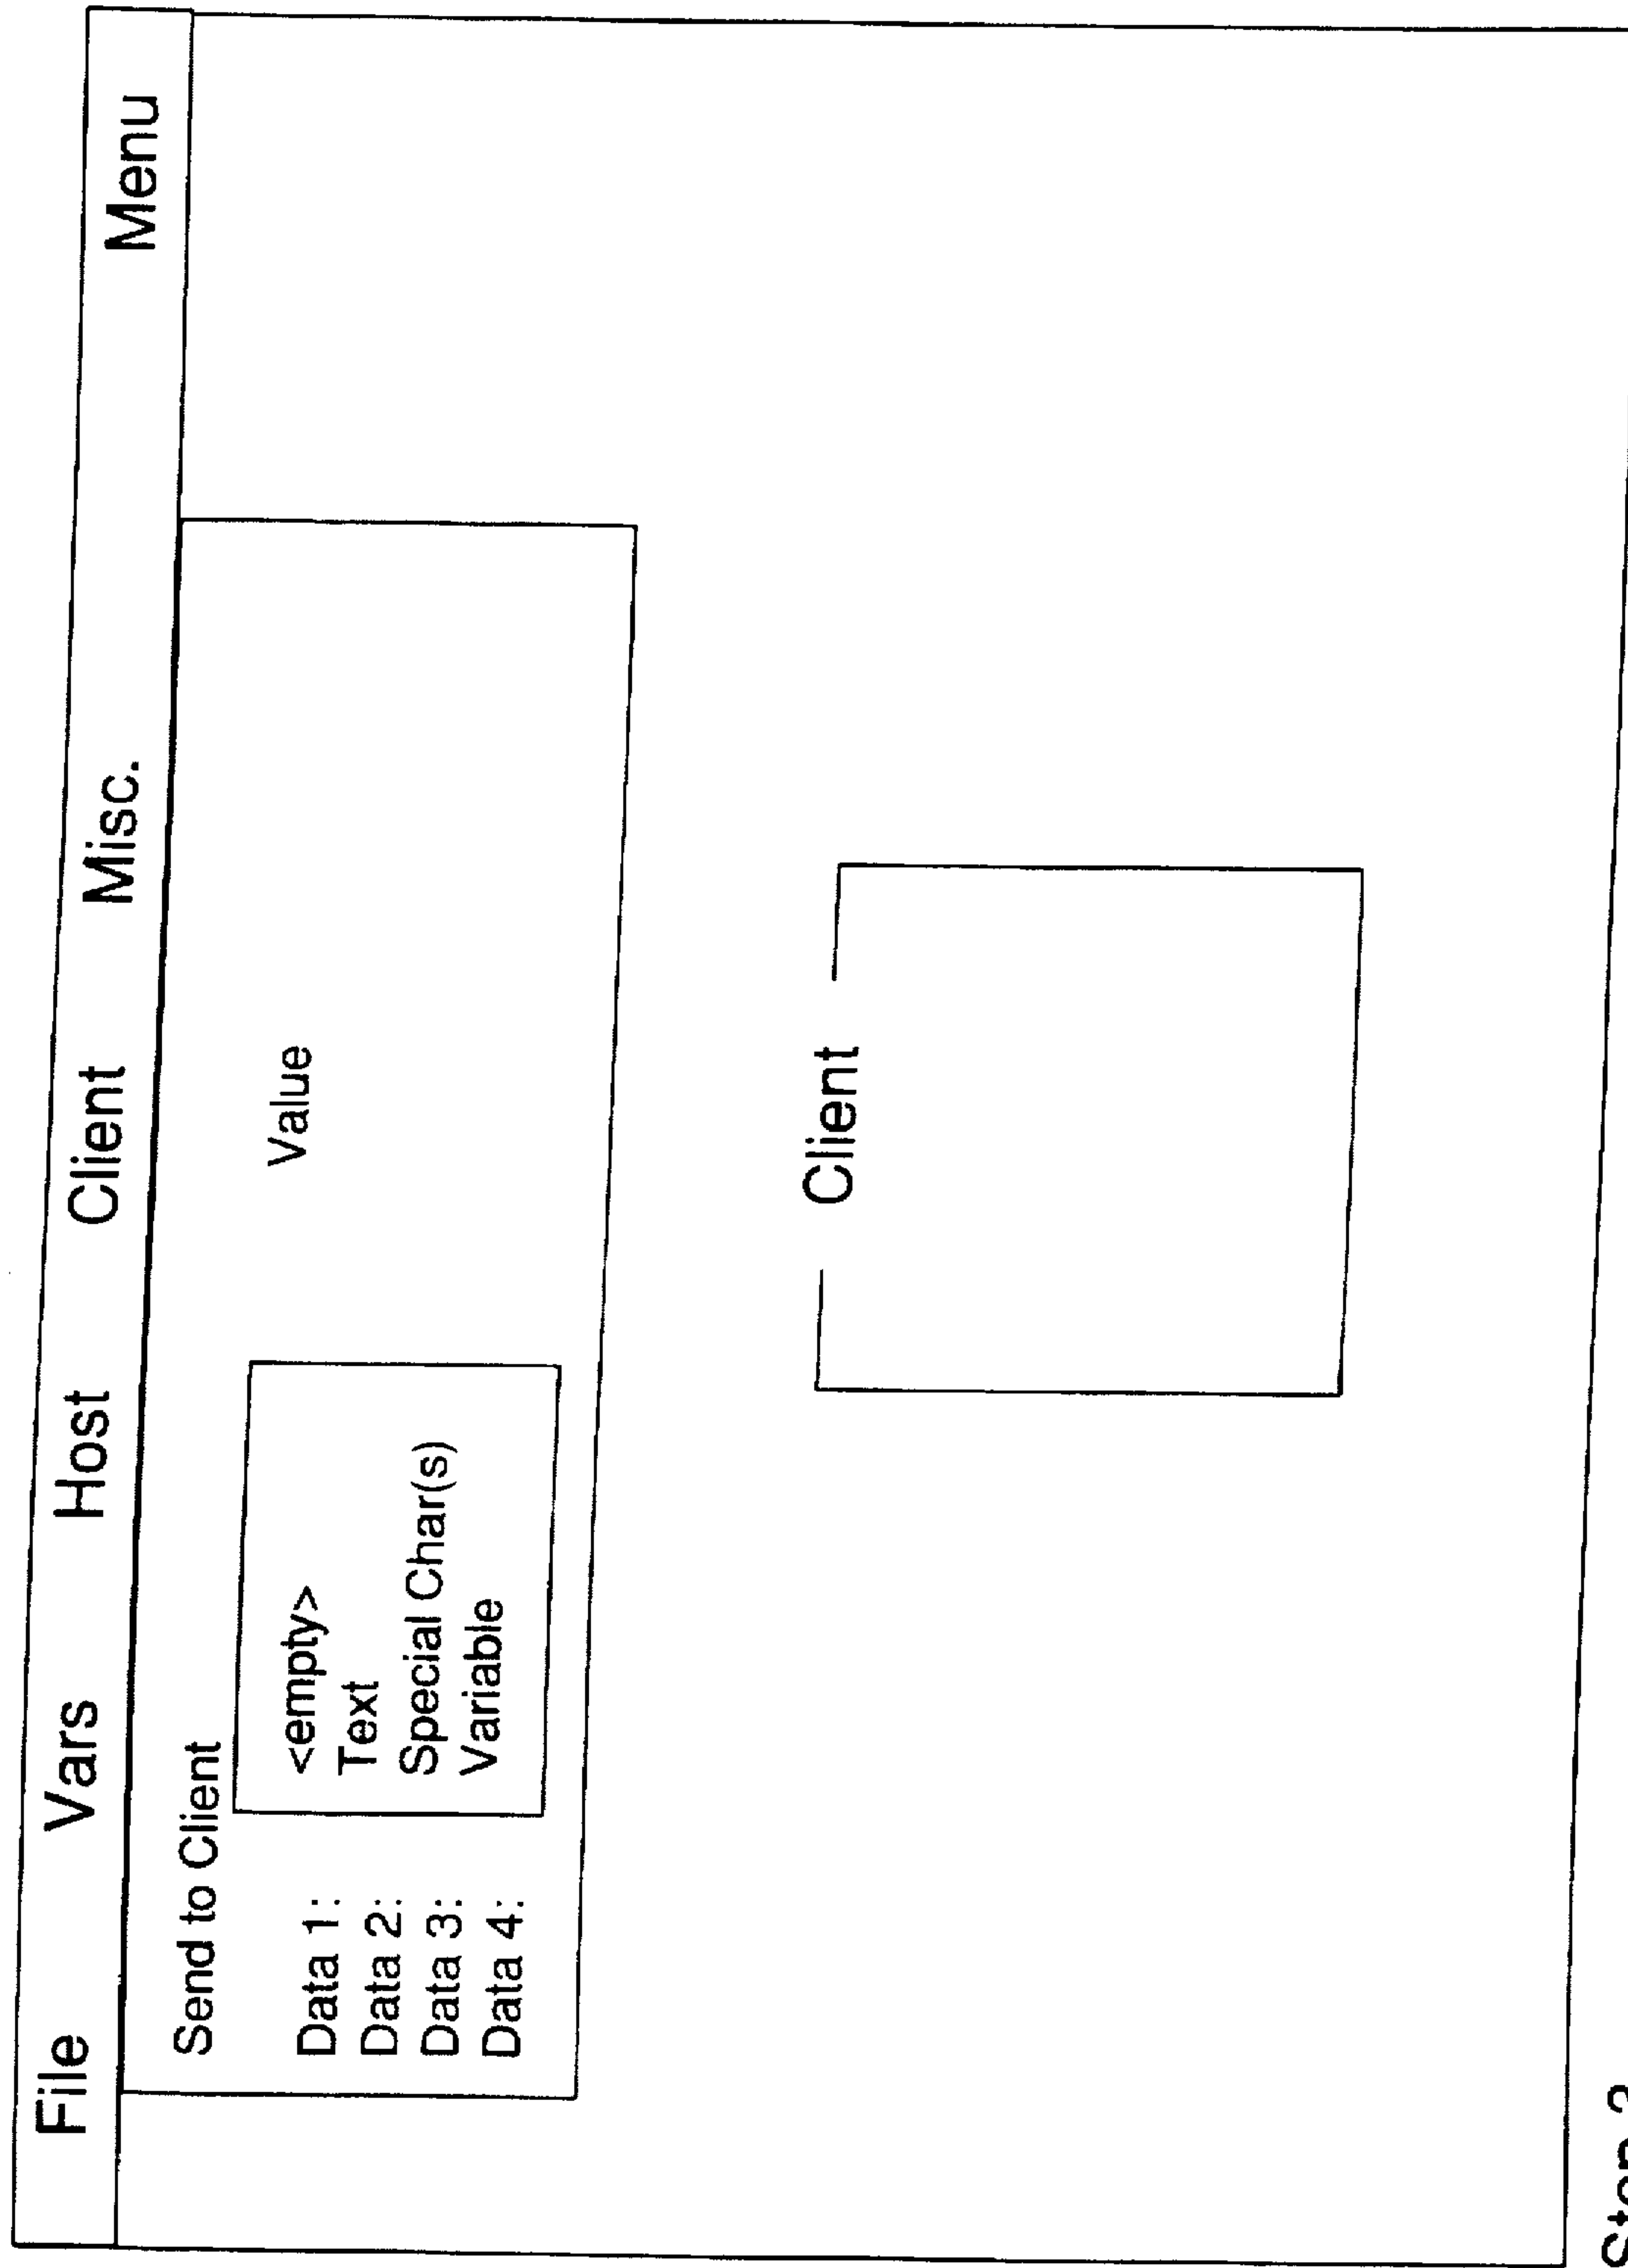 File Vars Host Client Misc. Menu
Send to Client
Value
Data 1: <empty>
Data 2: Text
Data 3: Special Char(s)
Data 4: Variable
Client